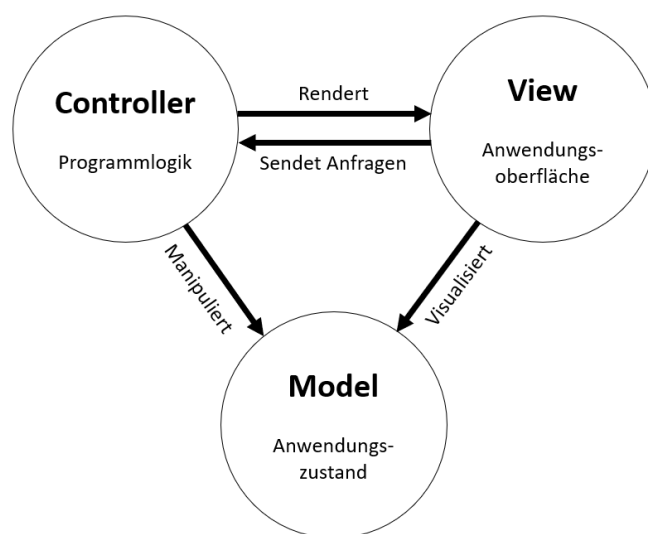 Controller
Programmlogik
Rendert
Sendet Anfragen
View
Anwendungs-
oberfläche
Manipuliert
Visualisiert
Model
Anwendungs-
zustand